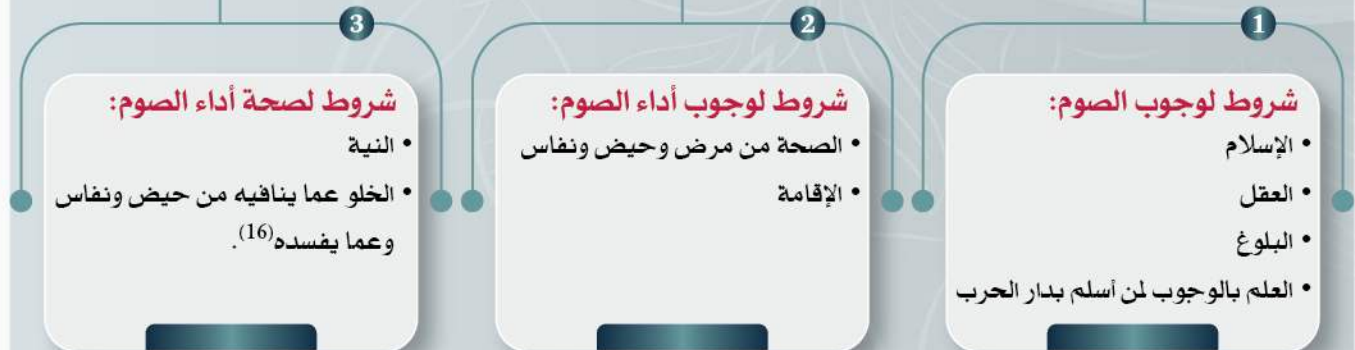 1
شروط لوجوب الصوم:
• الإسلام
• العقل
• البلوغ
• العلم بالوجوب لمن أسلم بدار الحرب
2
شروط لوجوب أداء الصوم:
• الصحة من مرض وحيض ونفاس
• الإقامة
3
شروط لصحة أداء الصوم:
• النية
• الخلو عما ينافيه من حيض ونفاس
وعما يفسده(16).